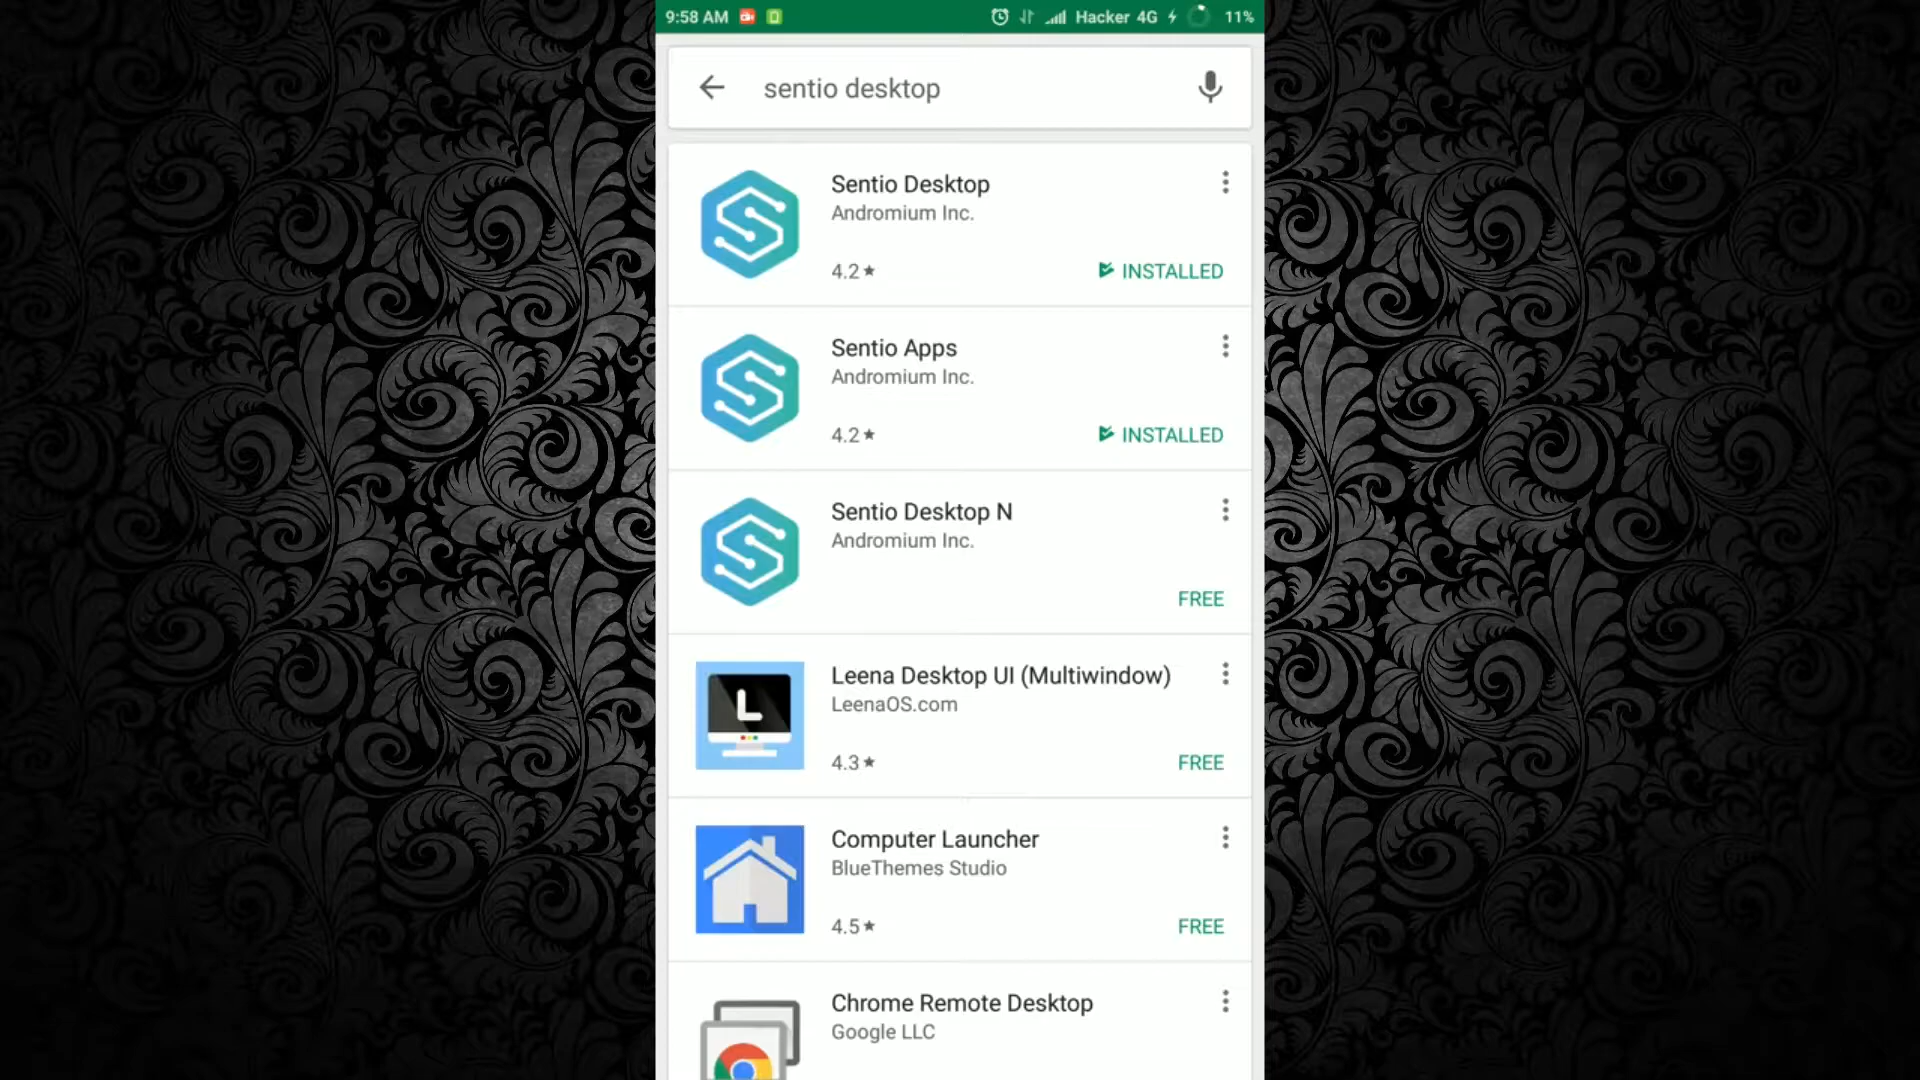 9:58 AM Hacker 4G 11%
sentio desktop
Sentio Desktop
Andromium Inc.
4.2★ INSTALLED
Sentio Apps
Andromium Inc.
4.2★ INSTALLED
Sentio Desktop N
Andromium Inc.
FREE
L
Leena Desktop UI (Multiwindow)
LeenaOS.com
4.3★ FREE
Computer Launcher
BlueThemes Studio
4.5★ FREE
Chrome Remote Desktop
Google LLC